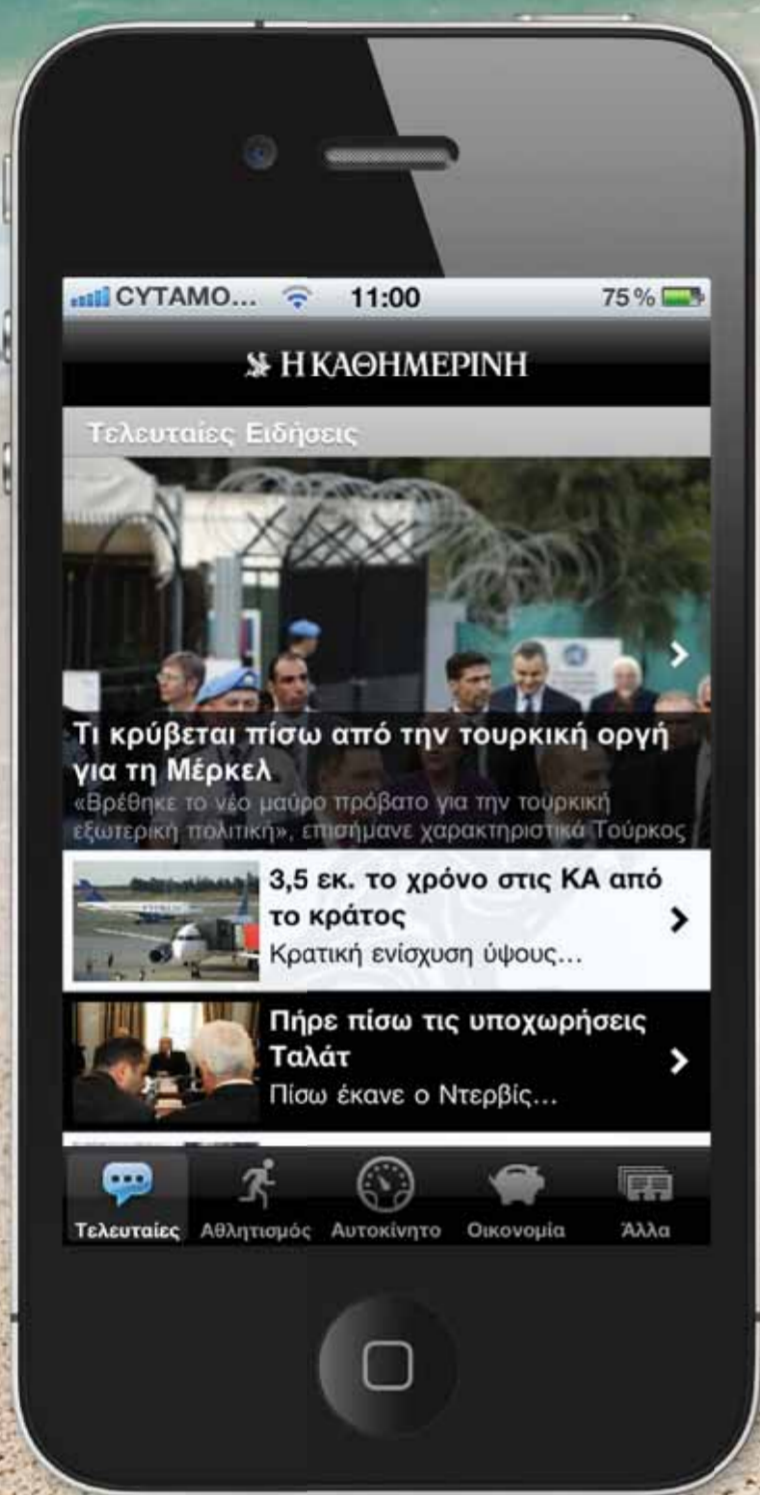 CYTAMO... 11:00 75%
Η ΚΑΘΗΜΕΡΙΝΗ
Τελευταίες Ειδήσεις
Τι κρύβεται πίσω από την τουρκική οργή
για τη Μέρκελ
«Βρέθηκε το νέο μαύρο πρόβατο για την τουρκική
εξωτερική πολιτική», επισήμανε χαρακτηριστικά Τούρκος
3,5 εκ. το χρόνο στις ΚΑ από
το κράτος
Κρατική ενίσχυση ύψους...
Πήρε πίσω τις υποχωρήσεις
Ταλάτ
Πίσω έκανε ο Ντερβίς...
Τελευταίες Αθλητισμός Αυτοκίνητο Οικονομία Άλλα